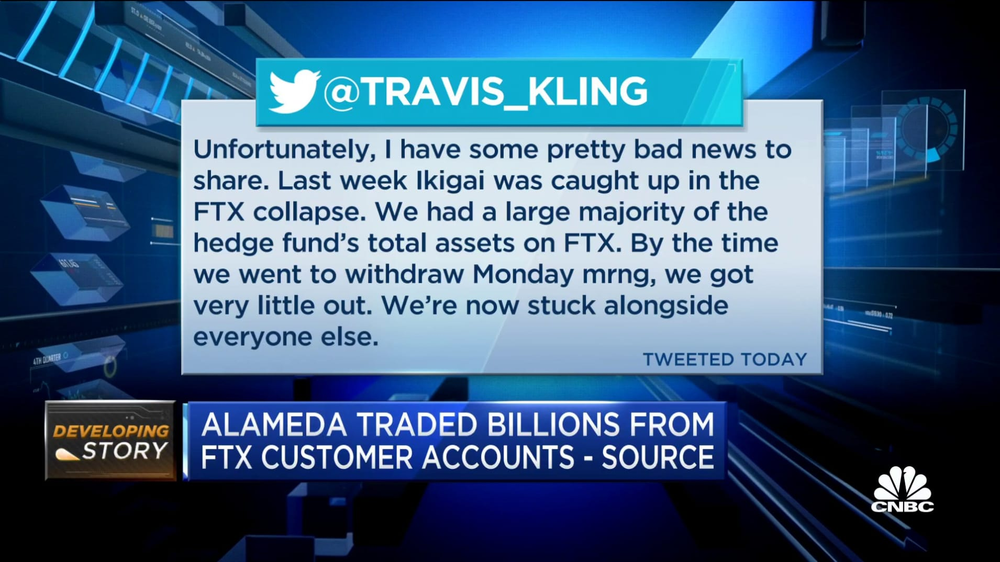 @TRAVIS_KLING
Unfortunately, I have some pretty bad news to
share. Last week Ikigai was caught up in the
FTX collapse. We had a large majority of the
hedge fund's total assets on FTX. By the time
we went to withdraw Monday mrng, we got
very little out. We're now stuck alongside
everyone else.
TWEETED TODAY
4TH QUARTER
DEVELOPING
STORY
ALAMEDA TRADED BILLIONS FROM
FTX CUSTOMER ACCOUNTS - SOURCE
CNBC